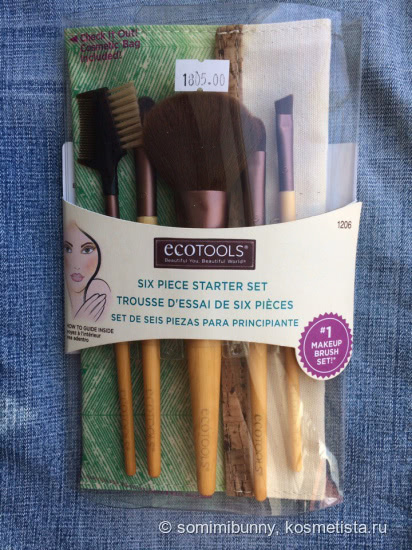 Check It Out!
Cosmetic Bag
Included!
1805.00
1206
ECOTOOLS®
Beautiful You. Beautiful World®
SIX PIECE STARTER SET
TROUSSE D'ESSAI DE SIX PIÈCES
SET DE SEIS PIEZAS PARA PRINCIPIANTE
HOW TO GUIDE INSIDE
à l'intérieur
adentro
#1
MAKEUP
BRUSH
SET!*
ECOTOOLS
ECOTOOLS
© somimibunny, kosmetista.ru